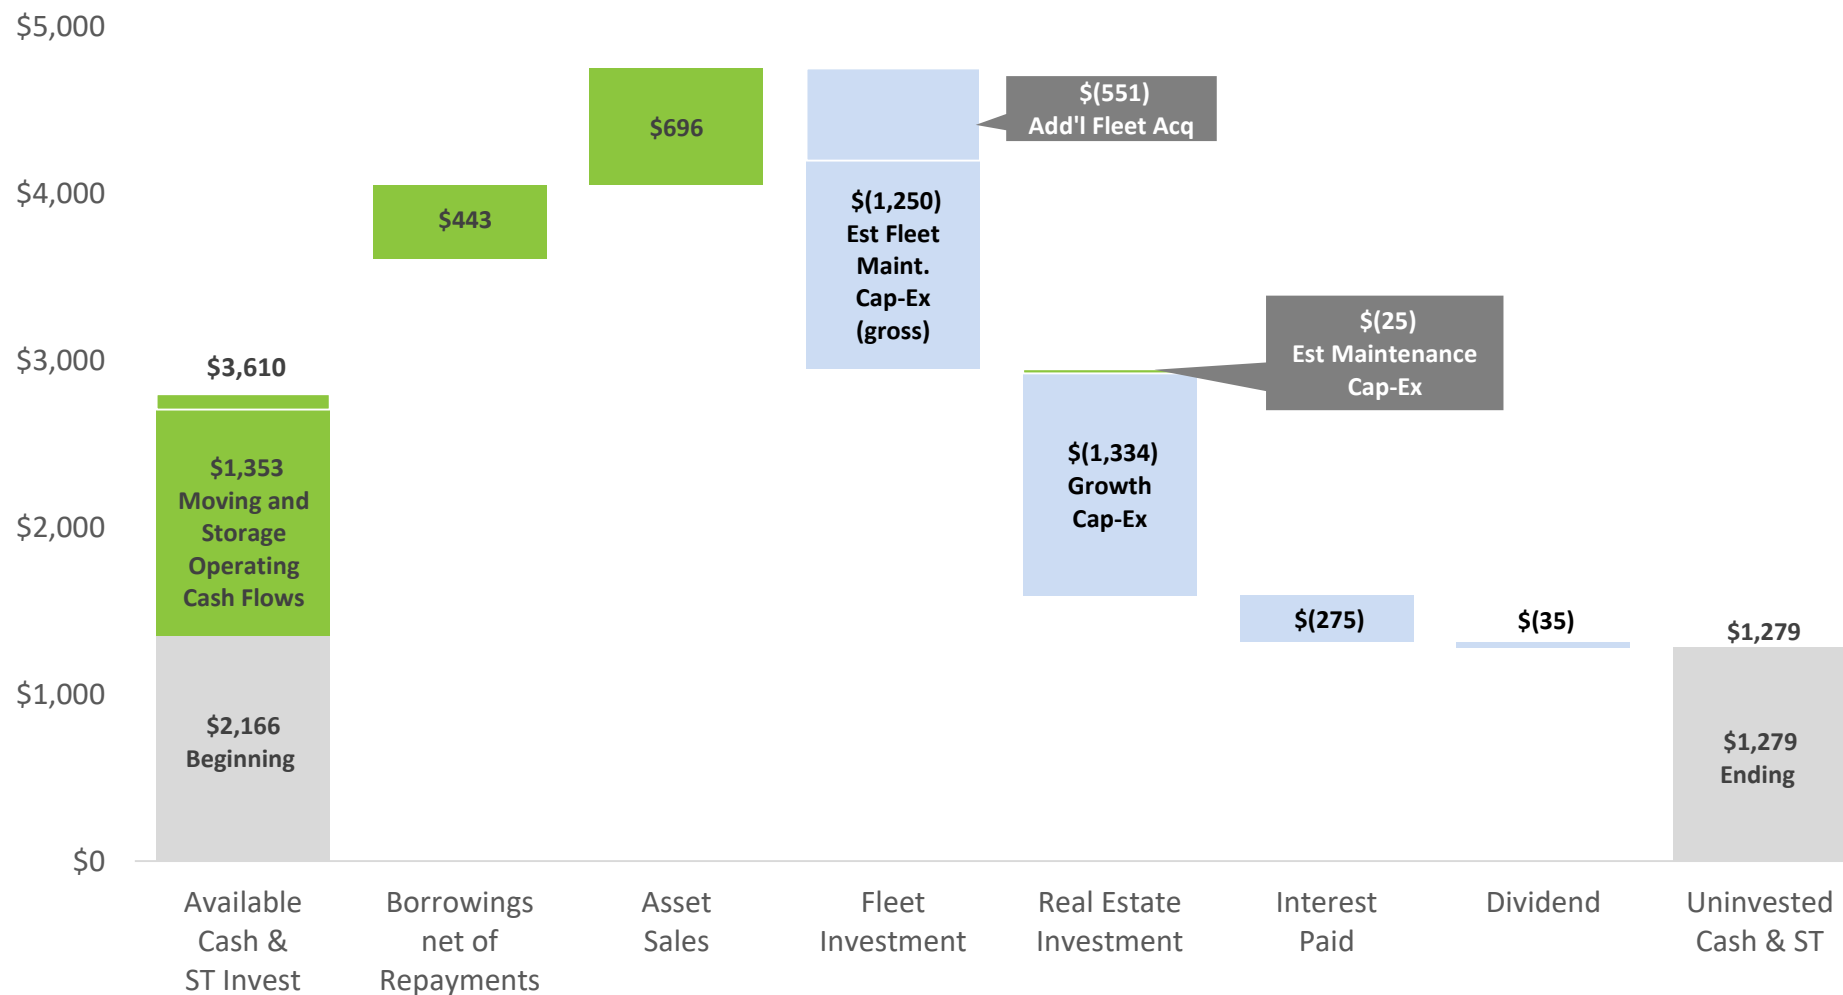 $5,000
$4,000
$3,000
$2,000
$1,000
$0
$3,610
$1,353
Moving and
Storage
Operating
Cash Flows
$2,166
Beginning
$443
$696
$(551)
Add'l Fleet Acq
$(1,250)
Est Fleet
Maint.
Cap-Ex
(gross)
$(25)
Est Maintenance
Cap-Ex
$(1,334)
Growth
Cap-Ex
$(275)
$(35)
$1,279
$1,279
Ending
Available
Cash &
ST Invest
Borrowings
net of
Repayments
Asset
Sales
Fleet
Investment
Real Estate
Investment
Interest
Paid
Dividend
Uninvested
Cash & ST